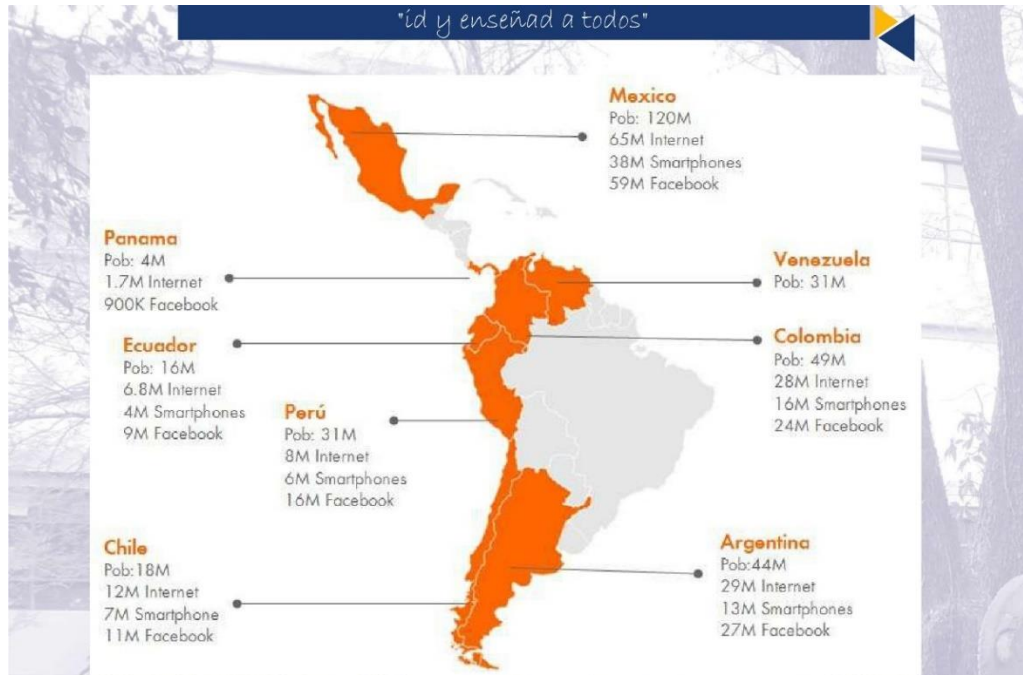 "id y enseñad a todos"
Mexico
Pob: 120M
65M Internet
38M Smartphones
59M Facebook
Panama
Pob: 4M
1.7M Internet
900K Facebook
Venezuela
Pob: 31M
Ecuador
Pob: 16M
6.8M Internet
4M Smartphones
9M Facebook
Colombia
Pob: 49M
28M Internet
16M Smartphones
24M Facebook
Perú
Pob: 31M
8M Internet
6M Smartphones
16M Facebook
Chile
Pob:18M
12M Internet
7M Smartphone
11M Facebook
Argentina
Pob:44M
29M Internet
13M Smartphones
27M Facebook